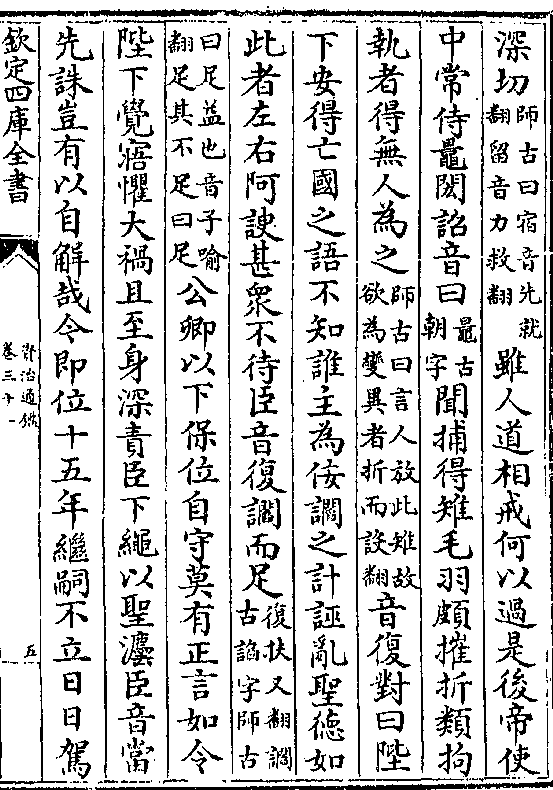 深切師古曰宿音先就翻留音力救翻雖人道相戒何以過是後帝使
中常侍鼂閎詔音曰鼂古朝字聞捕得雉毛羽頗摧折類拘
執者得無人為之師古曰言人放此雉故欲為變異者折而設翻音復對曰陛
下安得亡國之語不知誰主為佞讇之計誣亂聖徳如
此者左右阿諛甚衆不待臣音復讇而足復扶又翻讇古諂字師古
曰足益也音子喻翻足其不足曰足公卿以下保位自守莫有正言如令
陛下覺寤懼大禍且至身深責臣下繩以聖灋臣音當
先誅豈有以自解哉今即位十五年繼嗣不立日日駕
欽定四庫全書
資治通鑑
卷三十一
五